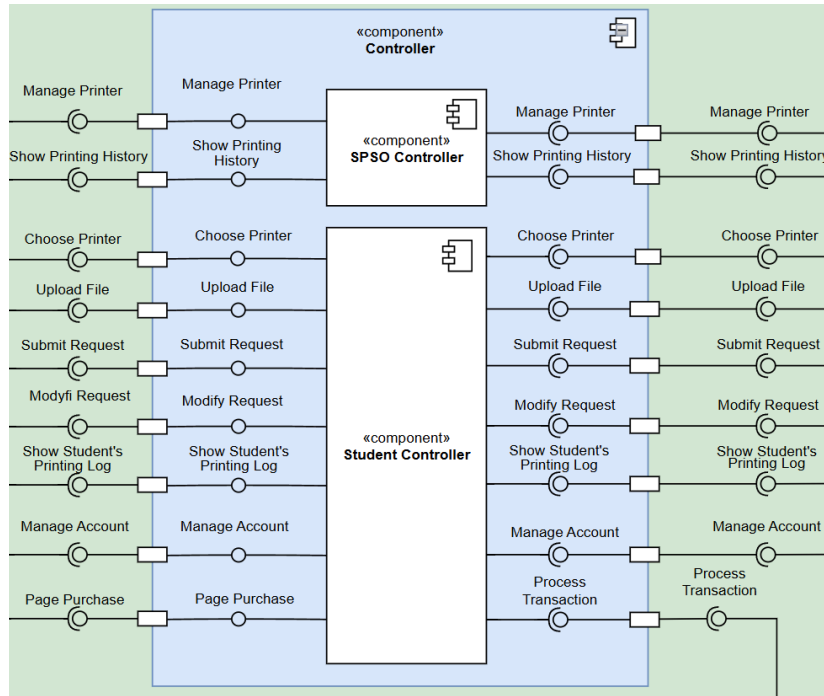 «component»
Controller
Manage Printer
Manage Printer
«component»
SPSO Controller
Manage Printer
Manage Printer
Show Printing History
Show Printing
History
Show Printing History
Show Printing History
Choose Printer
Choose Printer
Choose Printer
Choose Printer
Upload File
Upload File
Upload File
Upload File
Submit Request
Submit Request
Submit Request
Submit Request
Modyfi Request
Modify Request
Modify Request
Modify Request
«component»
Student Controller
Show Student's
Printing Log
Show Student's
Printing Log
Show Student's
Printing Log
Show Student's
Printing Log
Manage Account
Manage Account
Manage Account
Manage Account
Page Purchase
Page Purchase
Process
Transaction
Process
Transaction